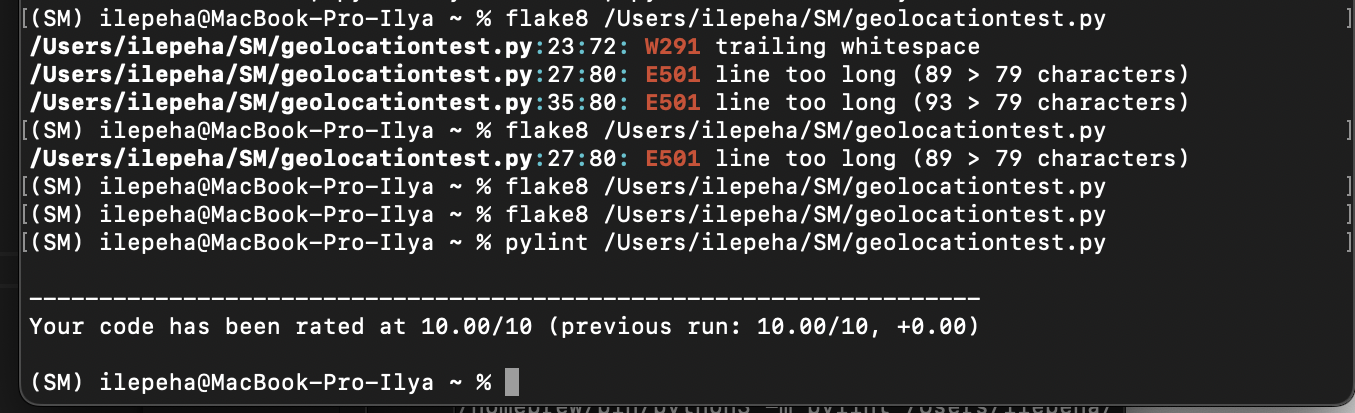 [(SM) ilepeha@MacBook-Pro-Ilya ~ % flake8 /Users/ilepeha/SM/geolocationtest.py ]
/Users/ilepeha/SM/geolocationtest.py:23:72: W291 trailing whitespace
/Users/ilepeha/SM/geolocationtest.py:27:80: E501 line too long (89 > 79 characters)
/Users/ilepeha/SM/geolocationtest.py:35:80: E501 line too long (93 > 79 characters)
[(SM) ilepeha@MacBook-Pro-Ilya ~ % flake8 /Users/ilepeha/SM/geolocationtest.py ]
/Users/ilepeha/SM/geolocationtest.py:27:80: E501 line too long (89 > 79 characters)
[(SM) ilepeha@MacBook-Pro-Ilya ~ % flake8 /Users/ilepeha/SM/geolocationtest.py ]
[(SM) ilepeha@MacBook-Pro-Ilya ~ % flake8 /Users/ilepeha/SM/geolocationtest.py ]
[(SM) ilepeha@MacBook-Pro-Ilya ~ % pylint /Users/ilepeha/SM/geolocationtest.py ]
--------------------------------------------------------------------
Your code has been rated at 10.00/10 (previous run: 10.00/10, +0.00)
(SM) ilepeha@MacBook-Pro-Ilya ~ %
/homebrew/bin/python3 -m pylint /Users/ilepeha/